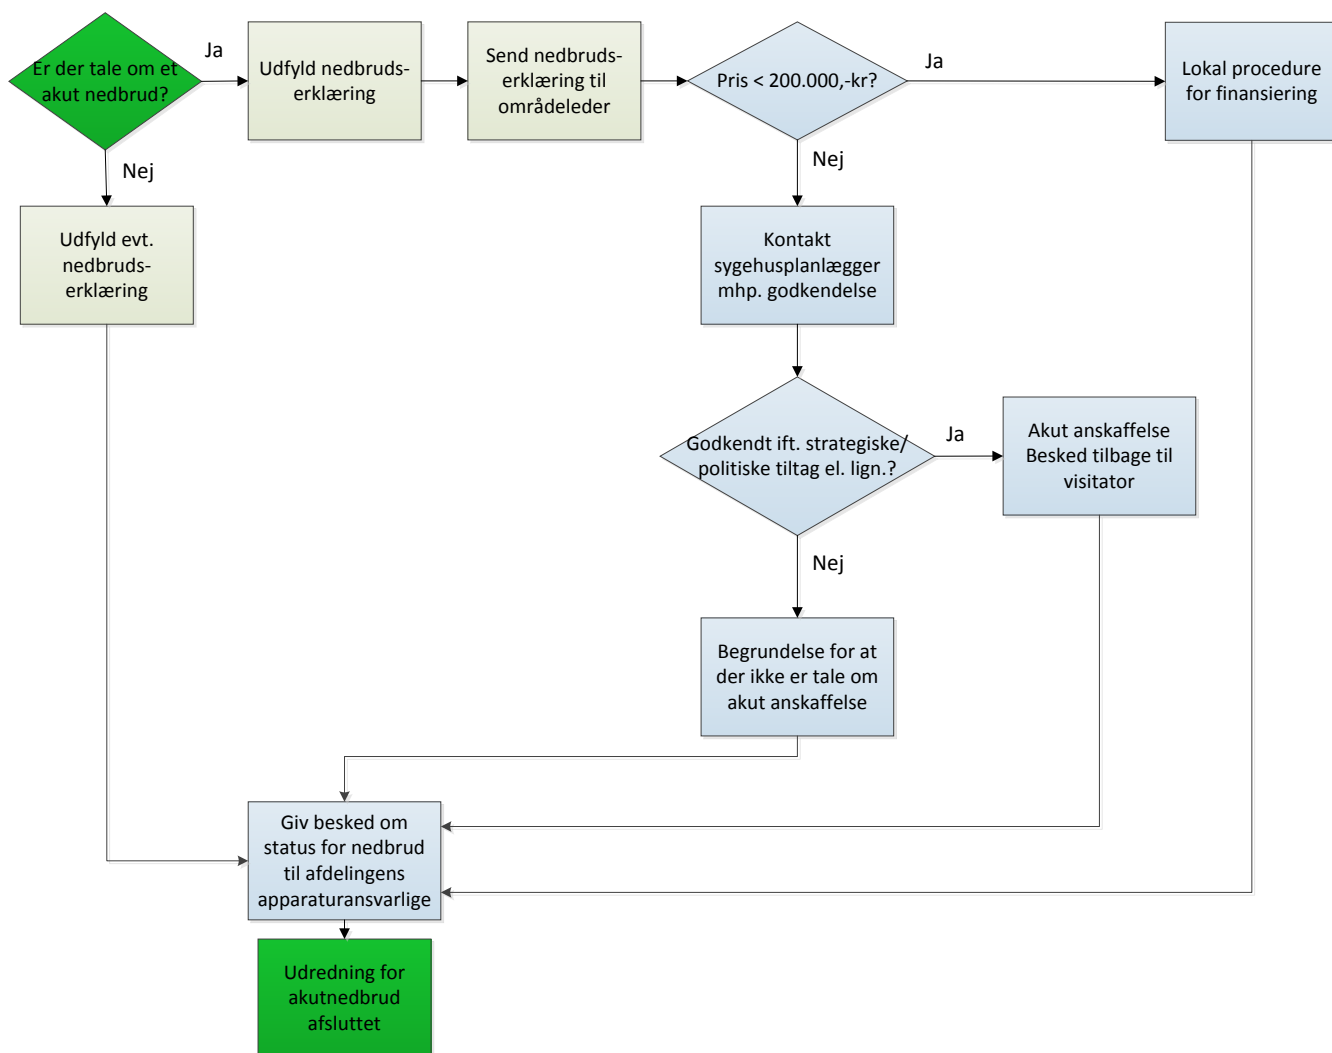 Er der tale om et
akut nedbrud?
Ja
Udfyld nedbruds-
erklæring
Send nedbruds-
erklæring til
områdeleder
Pris < 200.000,-kr?
Ja
Lokal procedure
for finansiering
Nej
Nej
Udfyld evt.
nedbruds-
erklæring
Kontakt
sygehusplanlægger
mhp. godkendelse
Godkendt ift. strategiske/
politiske tiltag el. lign.?
Ja
Akut anskaffelse
Besked tilbage til
visitator
Nej
Begrundelse for at
der ikke er tale om
akut anskaffelse
Giv besked om
status for nedbrud
til afdelingens
apparaturansvarlige
Udredning for
akutnedbrud
afsluttet